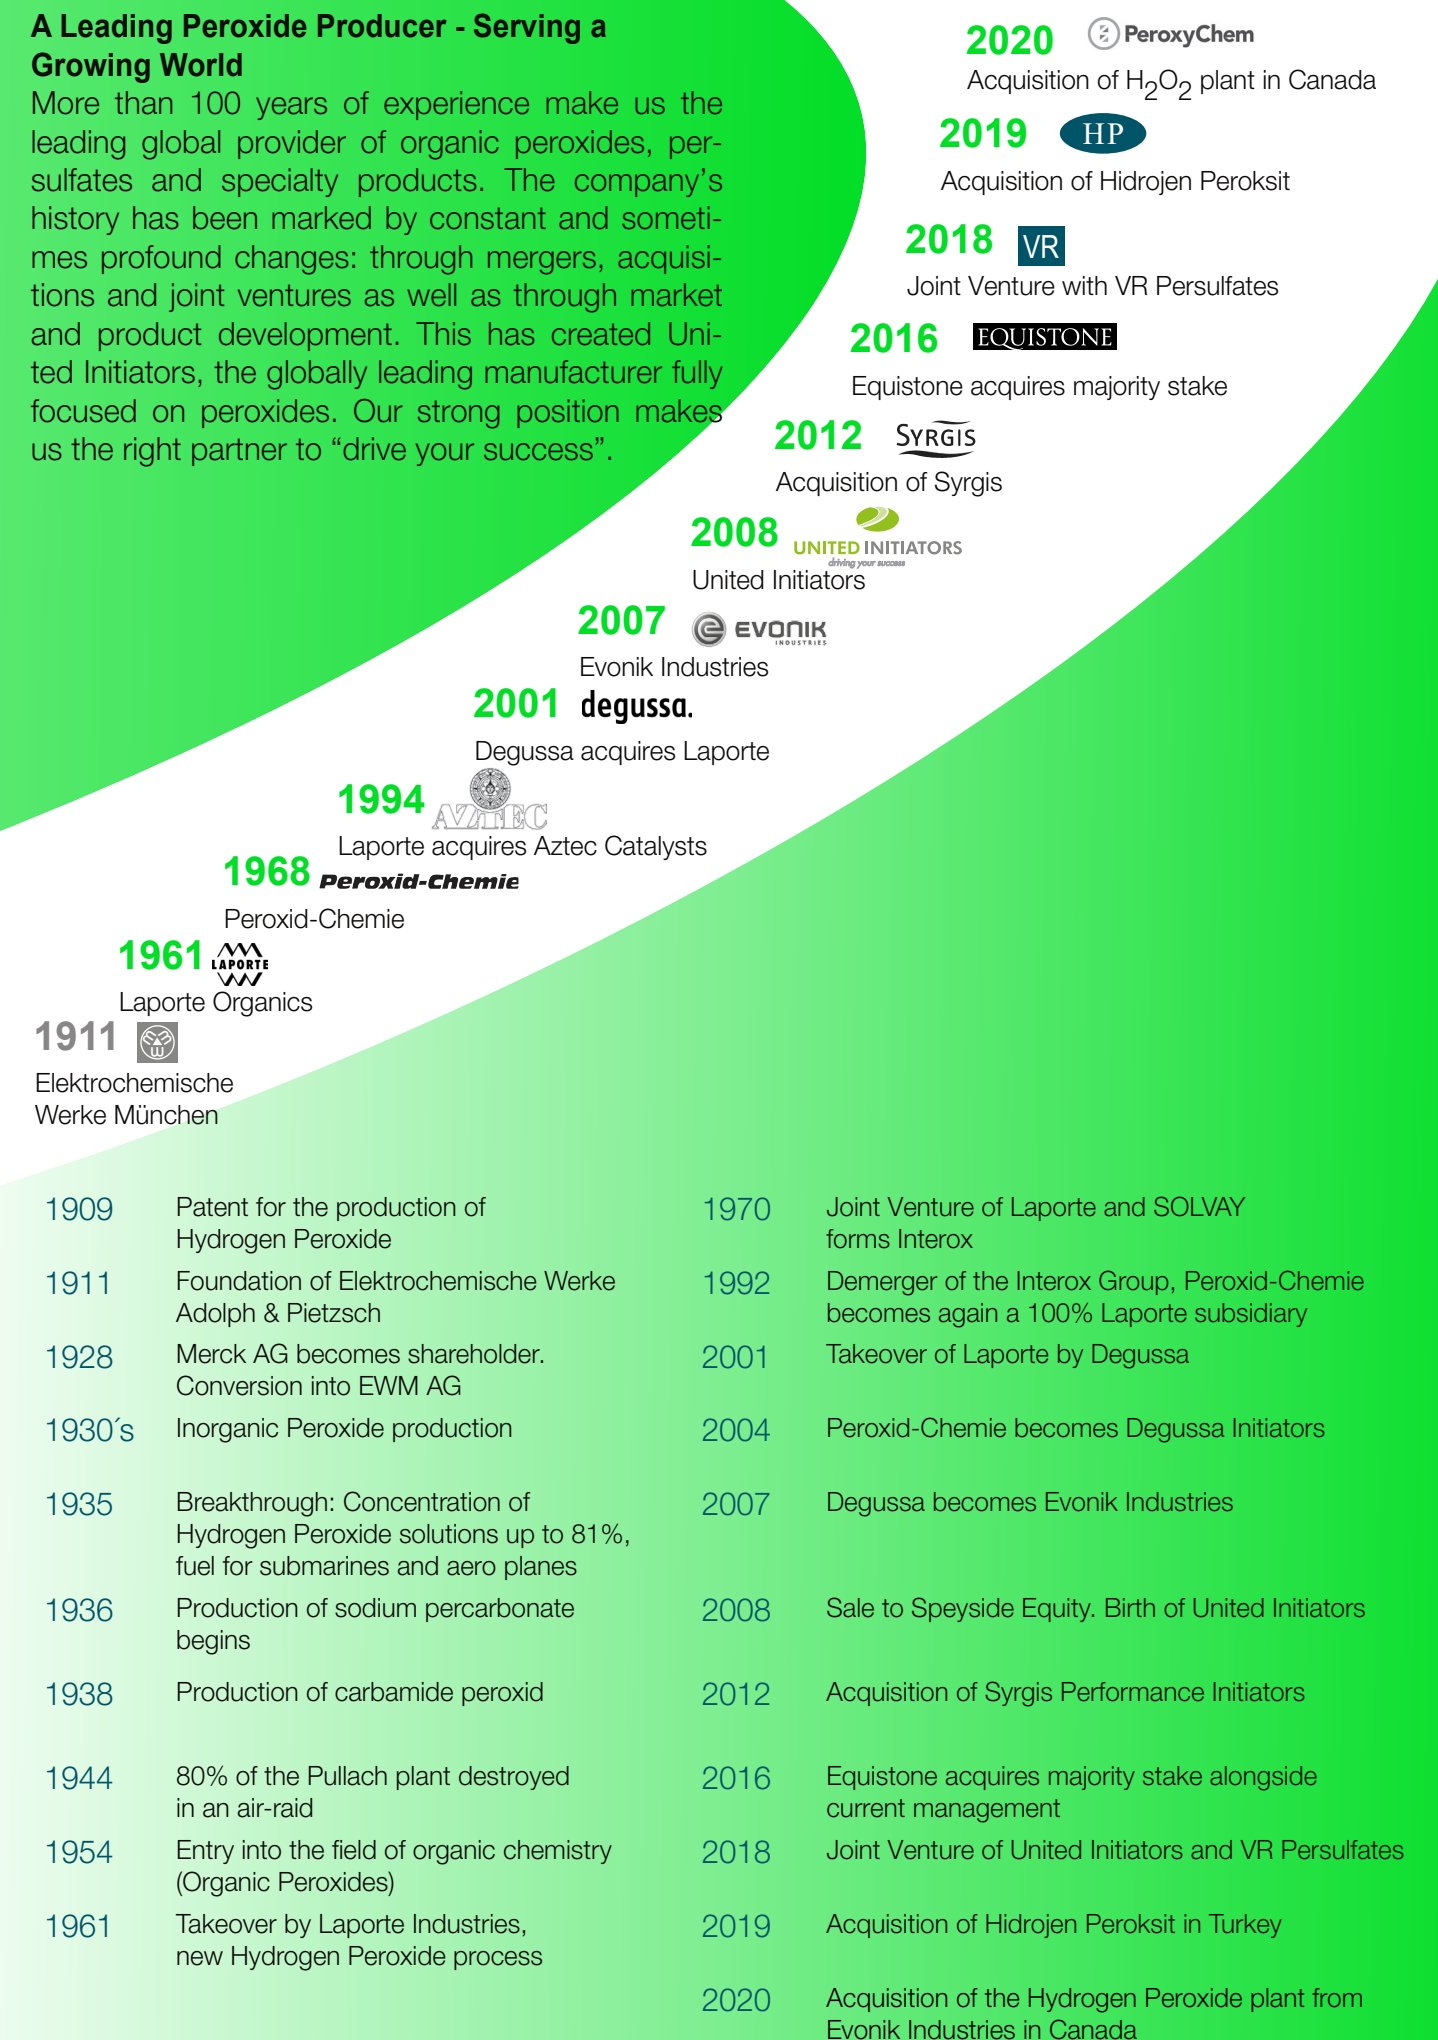 A Leading Peroxide Producer - Serving a
Growing World
More than 100 years of experience make us the
leading global provider of organic peroxides, per-
sulfates and specialty products. The company’s
history has been marked by constant and someti-
mes profound changes: through mergers, acquisi-
tions and joint ventures as well as through market
and product development. This has created Uni-
ted Initiators, the globally leading manufacturer fully
focused on peroxides. Our strong position makes
us the right partner to “drive your success”.
2020 PeroxyChem
Acquisition of H2O2 plant in Canada
2019 HP
Acquisition of Hidrojen Peroksit
2018 VR
Joint Venture with VR Persulfates
2016 EQUISTONE
Equistone acquires majority stake
2012 SYRGIS
Acquisition of Syrgis
2008 UNITED INITIATORS
driving your success
United Initiators
2007 EVONIK
INDUSTRIES
Evonik Industries
2001 degussa.
Degussa acquires Laporte
1994 AZTEC
Laporte acquires Aztec Catalysts
1968 Peroxid-Chemie
Peroxid-Chemie
1961 LAPORTE
Laporte Organics
1911
Elektrochemische
Werke München
1909 Patent for the production of
Hydrogen Peroxide
1911 Foundation of Elektrochemische Werke
Adolph & Pietzsch
1928 Merck AG becomes shareholder.
Conversion into EWM AG
1930´s Inorganic Peroxide production
1935 Breakthrough: Concentration of
Hydrogen Peroxide solutions up to 81%,
fuel for submarines and aero planes
1936 Production of sodium percarbonate
begins
1938 Production of carbamide peroxid
1944 80% of the Pullach plant destroyed
in an air-raid
1954 Entry into the field of organic chemistry
(Organic Peroxides)
1961 Takeover by Laporte Industries,
new Hydrogen Peroxide process
1970 Joint Venture of Laporte and SOLVAY
forms Interox
1992 Demerger of the Interox Group, Peroxid-Chemie
becomes again a 100% Laporte subsidiary
2001 Takeover of Laporte by Degussa
2004 Peroxid-Chemie becomes Degussa Initiators
2007 Degussa becomes Evonik Industries
2008 Sale to Speyside Equity. Birth of United Initiators
2012 Acquisition of Syrgis Performance Initiators
2016 Equistone acquires majority stake alongside
current management
2018 Joint Venture of United Initiators and VR Persulfates
2019 Acquisition of Hidrojen Peroksit in Turkey
2020 Acquisition of the Hydrogen Peroxide plant from
Evonik Industries in Canada